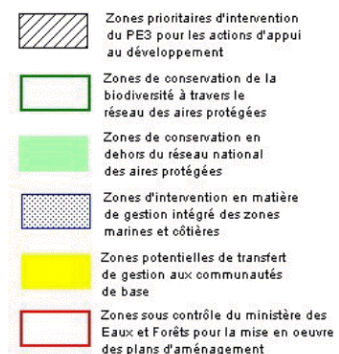 Zones prioritaires d'intervention
du PE3 pour les actions d'appui
au développement
Zones de conservation de la
biodiversité à travers le
réseau des aires protégées
Zones de conservation en
dehors du réseau national
des aires protégées
Zones d'intervention en matière
de gestion intégré des zones
marines et côtières
Zones potentielles de transfert
de gestion aux communautés
de base
Zones sous contrôle du ministère des
Eaux et Forêts pour la mise en oeuvre
des plans d'aménagement